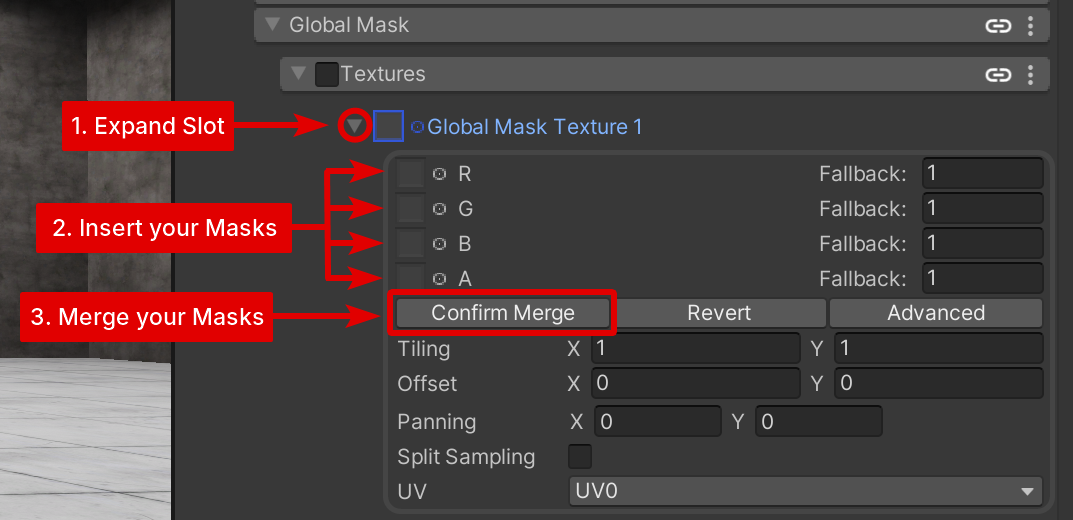 Global Mask
Textures
1. Expand Slot
Global Mask Texture 1
R Fallback: 1
G Fallback: 1
2. Insert your Masks
B Fallback: 1
A Fallback: 1
3. Merge your Masks
Confirm Merge Revert Advanced
Tiling X 1 Y 1
Offset X 0 Y 0
Panning X 0 Y 0
Split Sampling
UV UV0